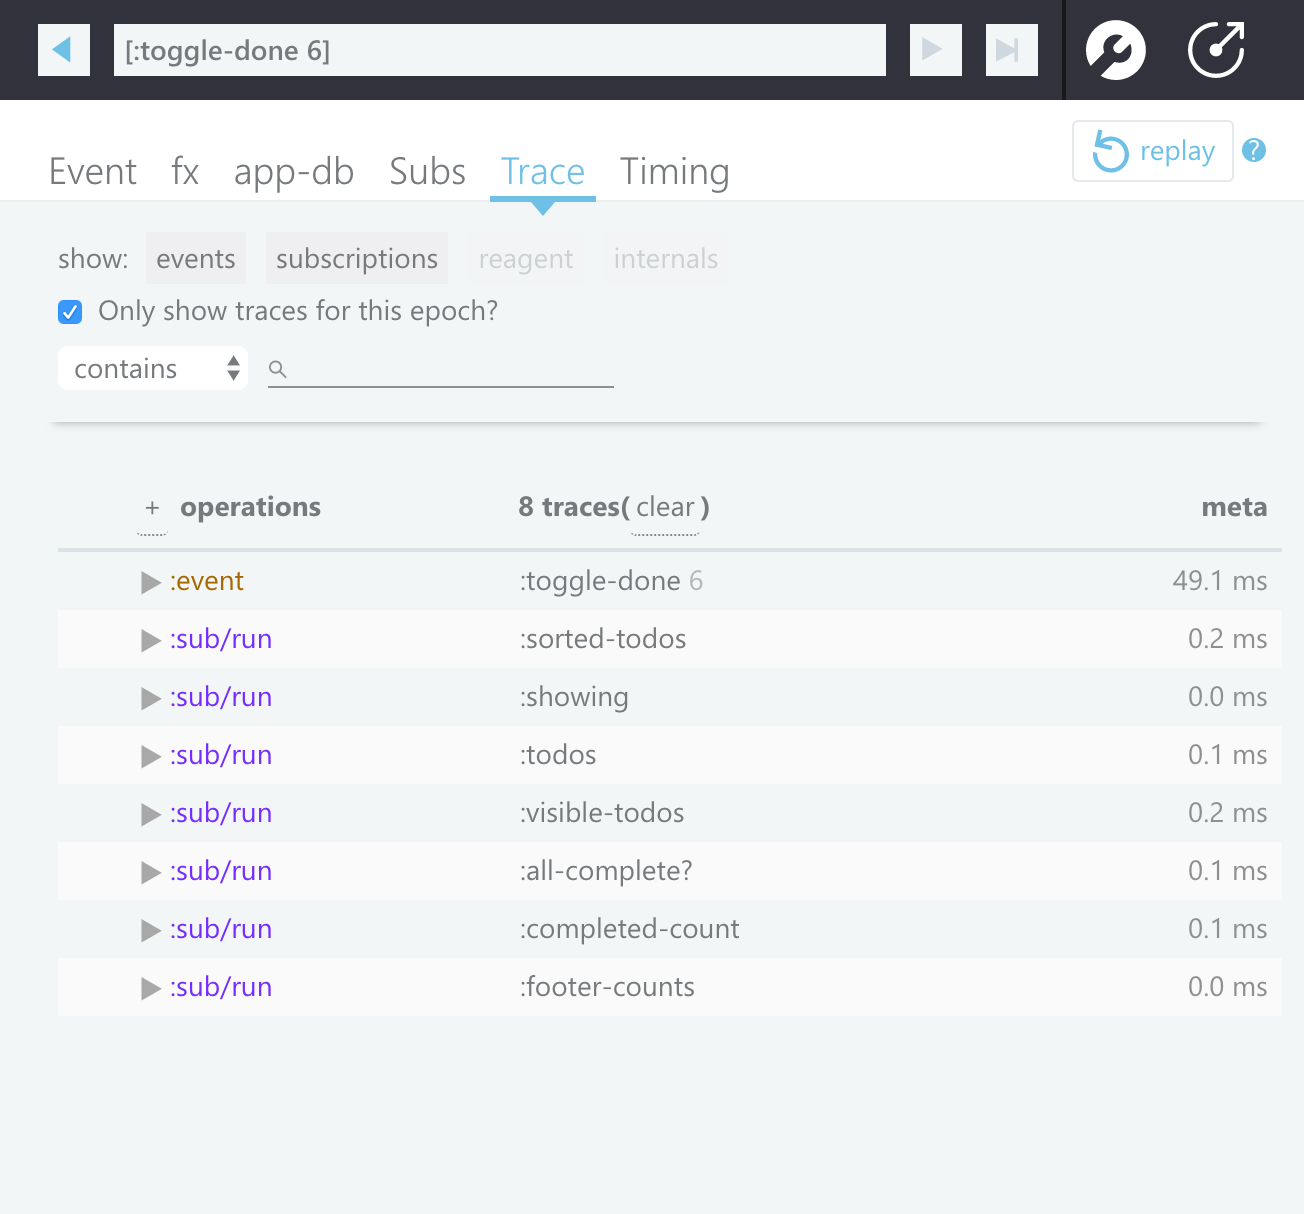 [:toggle-done 6]
Event fx app-db Subs Trace Timing replay ?
show: events subscriptions reagent internals
Only show traces for this epoch?
contains
+ operations 8 traces( clear ) meta
:event :toggle-done 6 49.1 ms
:sub/run :sorted-todos 0.2 ms
:sub/run :showing 0.0 ms
:sub/run :todos 0.1 ms
:sub/run :visible-todos 0.2 ms
:sub/run :all-complete? 0.1 ms
:sub/run :completed-count 0.1 ms
:sub/run :footer-counts 0.0 ms